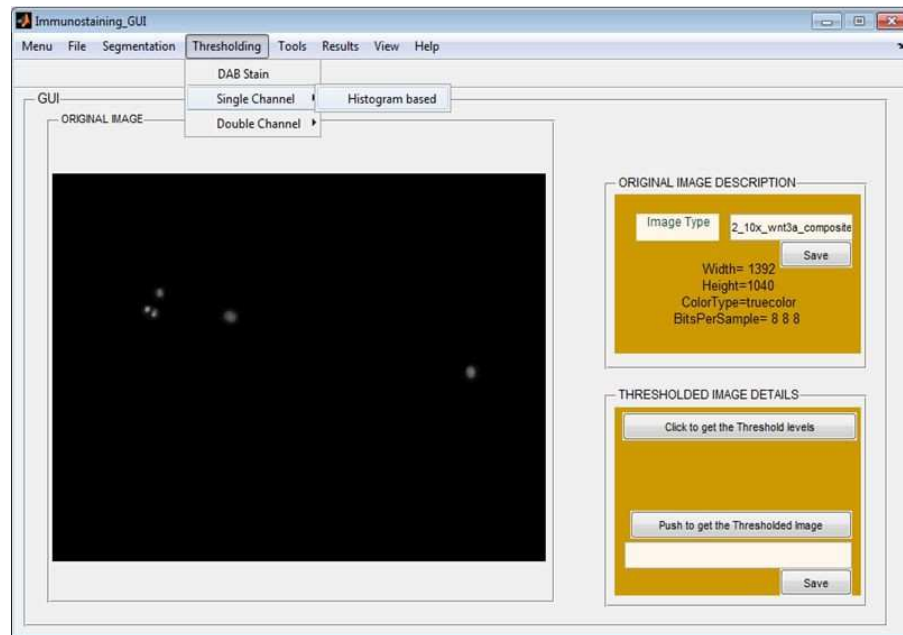 Immunostaining_GUI
Menu File Segmentation Thresholding Tools Results View Help
DAB Stain
Single Channel
Histogram based
Double Channel
GUI
ORIGINAL IMAGE
ORIGINAL IMAGE DESCRIPTION
Image Type
2_10x_wnt3a_composite
Save
Width= 1392
Height=1040
ColorType=truecolor
BitsPerSample= 8 8 8
THRESHOLDED IMAGE DETAILS
Click to get the Threshold levels
Push to get the Thresholded Image
Save